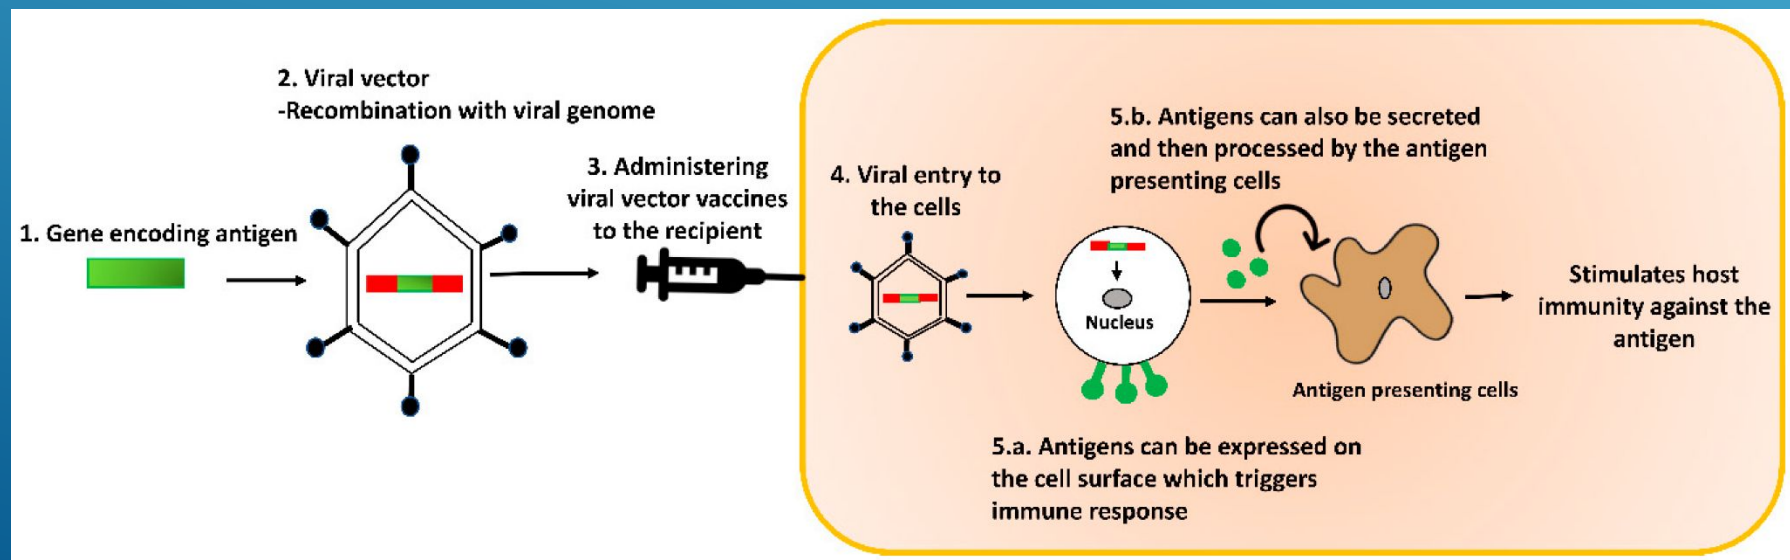 1. Gene encoding antigen
2. Viral vector
-Recombination with viral genome
3. Administering
viral vector vaccines
to the recipient
4. Viral entry to
the cells
Nucleus
5.a. Antigens can be expressed on
the cell surface which triggers
immune response
5.b. Antigens can also be secreted
and then processed by the antigen
presenting cells
Antigen presenting cells
Stimulates host
immunity against the
antigen